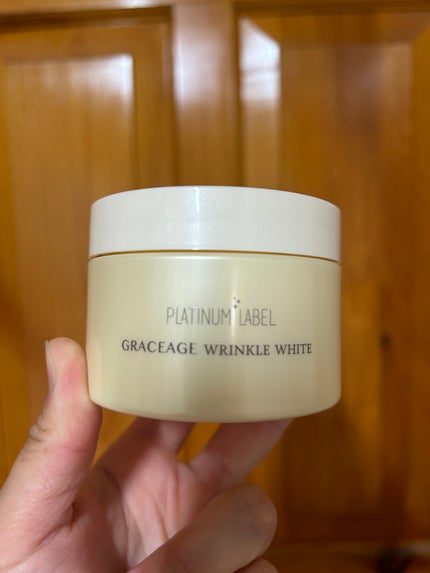 PLATINUM LABEL
GRACEAGE WRINKLE WHITE